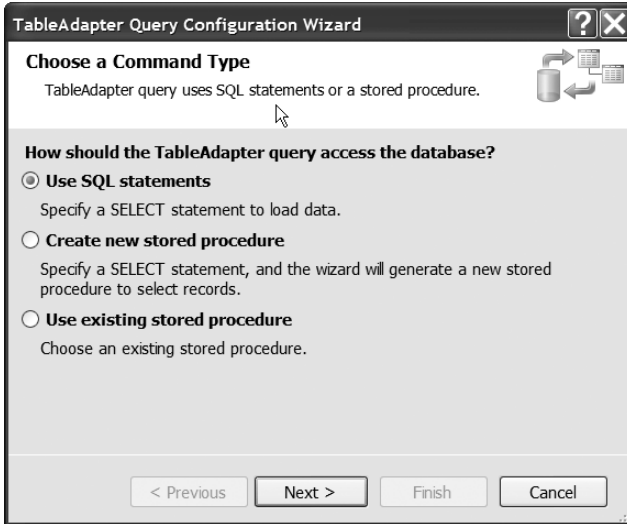 TableAdapter Query Configuration Wizard
Choose a Command Type
TableAdapter query uses SQL statements or a stored procedure.
How should the TableAdapter query access the database?
Use SQL statements
Specify a SELECT statement to load data.
Create new stored procedure
Specify a SELECT statement, and the wizard will generate a new stored
procedure to select records.
Use existing stored procedure
Choose an existing stored procedure.
< Previous Next > Finish Cancel